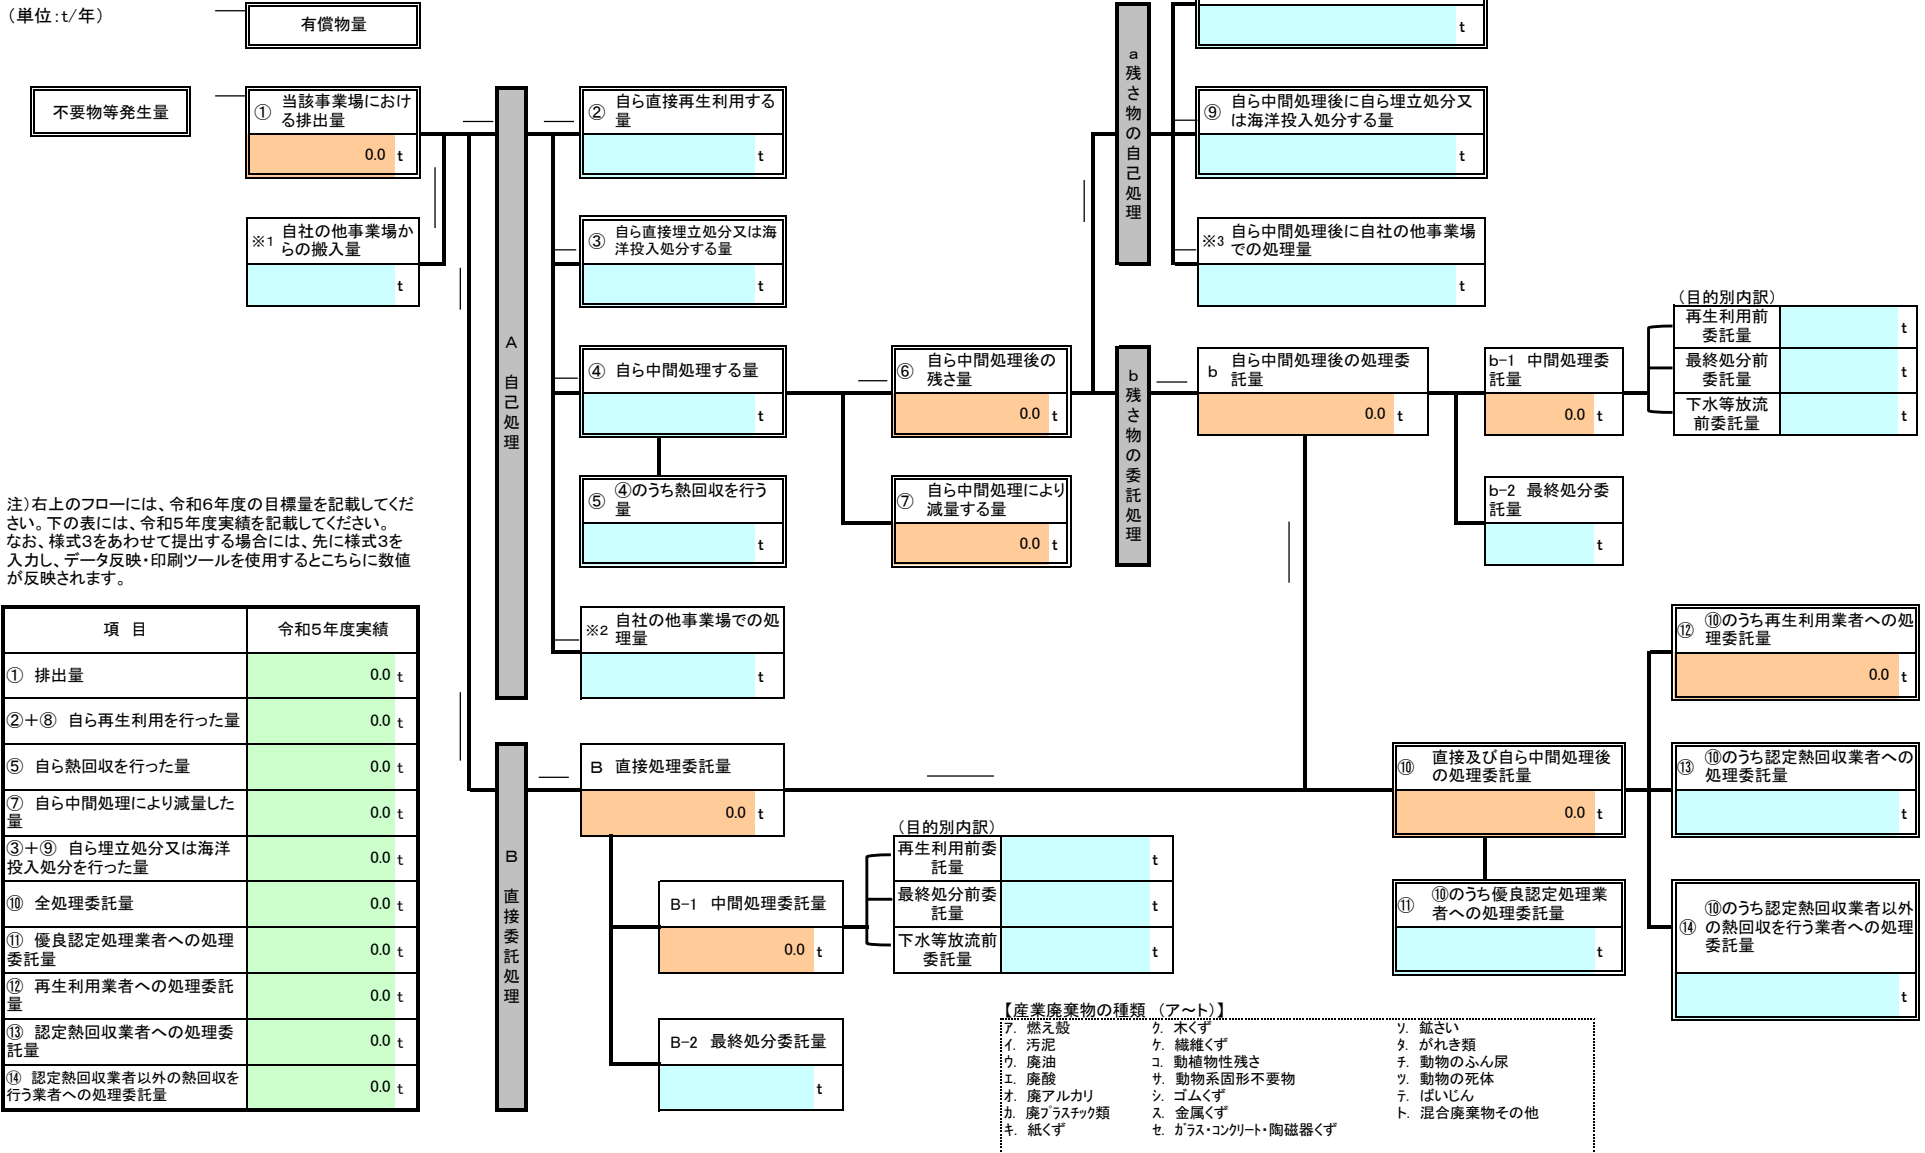 (単位:t/年)
有償物量
t
不要物等発生量
① 当該事業場におけ
る排出量
0.0 t
※1 自社の他事業場か
らの搬入量
t
A 自己処理
② 自ら直接再生利用する
量
t
③ 自ら直接埋立処分又は海
洋投入処分する量
t
④ 自ら中間処理する量
t
⑤ ④のうち熱回収を行う
量
t
※2 自社の他事業場での処
理量
t
⑥ 自ら中間処理後の
残さ量
0.0 t
⑦ 自ら中間処理により
減量する量
0.0 t
a 残さ物の自己処理
⑨ 自ら中間処理後に自ら埋立処分又
は海洋投入処分する量
t
※3 自ら中間処理後に自社の他事業場
での処理量
t
b 残さ物の委託処理
b 自ら中間処理後の処理委
託量
0.0 t
b-1 中間処理委
託量
0.0 t
b-2 最終処分委
託量
t
(目的別内訳)
再生利用前
委託量
t
最終処分前
委託量
t
下水等放流
前委託量
t
注)右上のフローには、令和6年度の目標量を記載してくだ
さい。下の表には、令和5年度実績を記載してください。
なお、様式3をあわせて提出する場合には、先に様式3を
入力し、データ反映・印刷ツールを使用するとこちらに数値
が反映されます。
項 目 令和5年度実績
① 排出量 0.0 t
②+⑧ 自ら再生利用を行った量 0.0 t
⑤ 自ら熱回収を行った量 0.0 t
⑦ 自ら中間処理により減量した
量 0.0 t
③+⑨ 自ら埋立処分又は海洋
投入処分を行った量 0.0 t
⑩ 全処理委託量 0.0 t
⑪ 優良認定処理業者への処理
委託量 0.0 t
⑫ 再生利用業者への処理委託
量 0.0 t
⑬ 認定熱回収業者への処理委
託量 0.0 t
⑭ 認定熱回収業者以外の熱回収を
行う業者への処理委託量 0.0 t
B 直接委託処理
B 直接処理委託量
0.0 t
B-1 中間処理委託量
0.0 t
B-2 最終処分委託量
t
(目的別内訳)
再生利用前委
託量
t
最終処分前委
託量
t
下水等放流前
委託量
t
⑩ 直接及び自ら中間処理後
の処理委託量
0.0 t
⑪ ⑩のうち優良認定処理業
者への処理委託量
t
⑫ ⑩のうち再生利用業者への処
理委託量
0.0 t
⑬ ⑩のうち認定熱回収業者への
処理委託量
t
⑭ ⑩のうち認定熱回収業者以外
の熱回収を行う業者への処理
委託量
t
【産業廃棄物の種類 (ア~ト)】
ア. 燃え殻 ク. 木くず ソ. 鉱さい
イ. 汚泥 ケ. 繊維くず タ. がれき類
ウ. 廃油 コ. 動植物性残さ チ. 動物のふん尿
エ. 廃酸 サ. 動物系固形不要物 ツ. 動物の死体
オ. 廃アルカリ シ. ゴムくず テ. ばいじん
カ. 廃プラスチック類 ス. 金属くず ト. 混合廃棄物その他
キ. 紙くず セ. ガラス・コンクリート・陶磁器くず